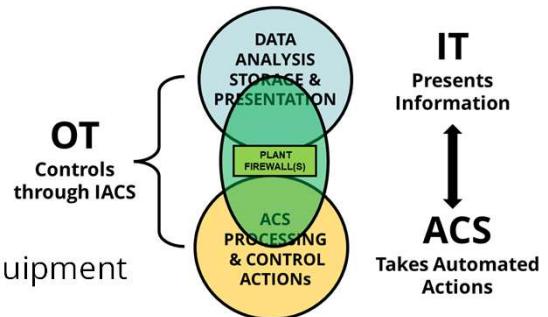 DATA
ANALYSIS
STORAGE &
PRESENTATION
IT
Presents
Information
OT
Controls
through IACS
PLANT
FIREWALL(S)
ACS
PROCESSING
& CONTROL
ACTIONs
ACS
Takes Automated
Actions
uipment